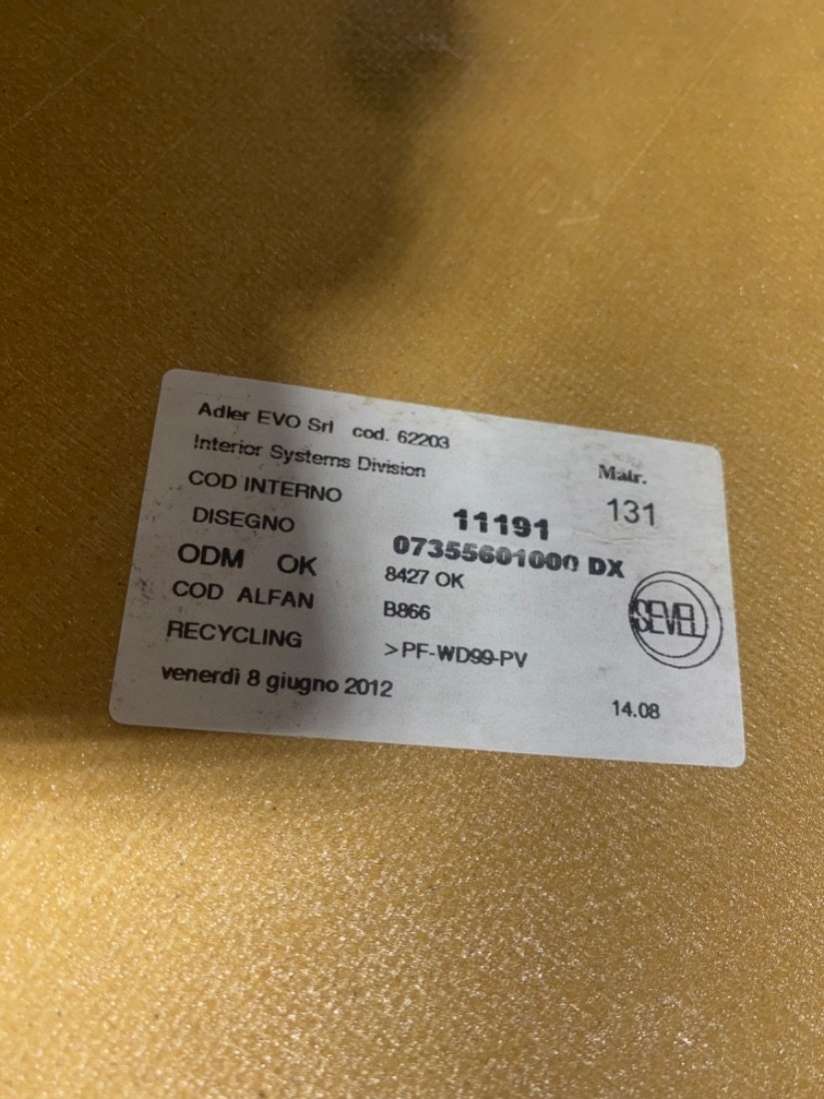 Adler EVO Srl cod. 62203
Interior Systems Division
Matr.
COD INTERNO 11191 131
DISEGNO 07355601000 DX
ODM OK 8427 OK
COD ALFAN B866
SEVEL
RECYCLING >PF-WD99-PV
venerdì 8 giugno 2012 14.08